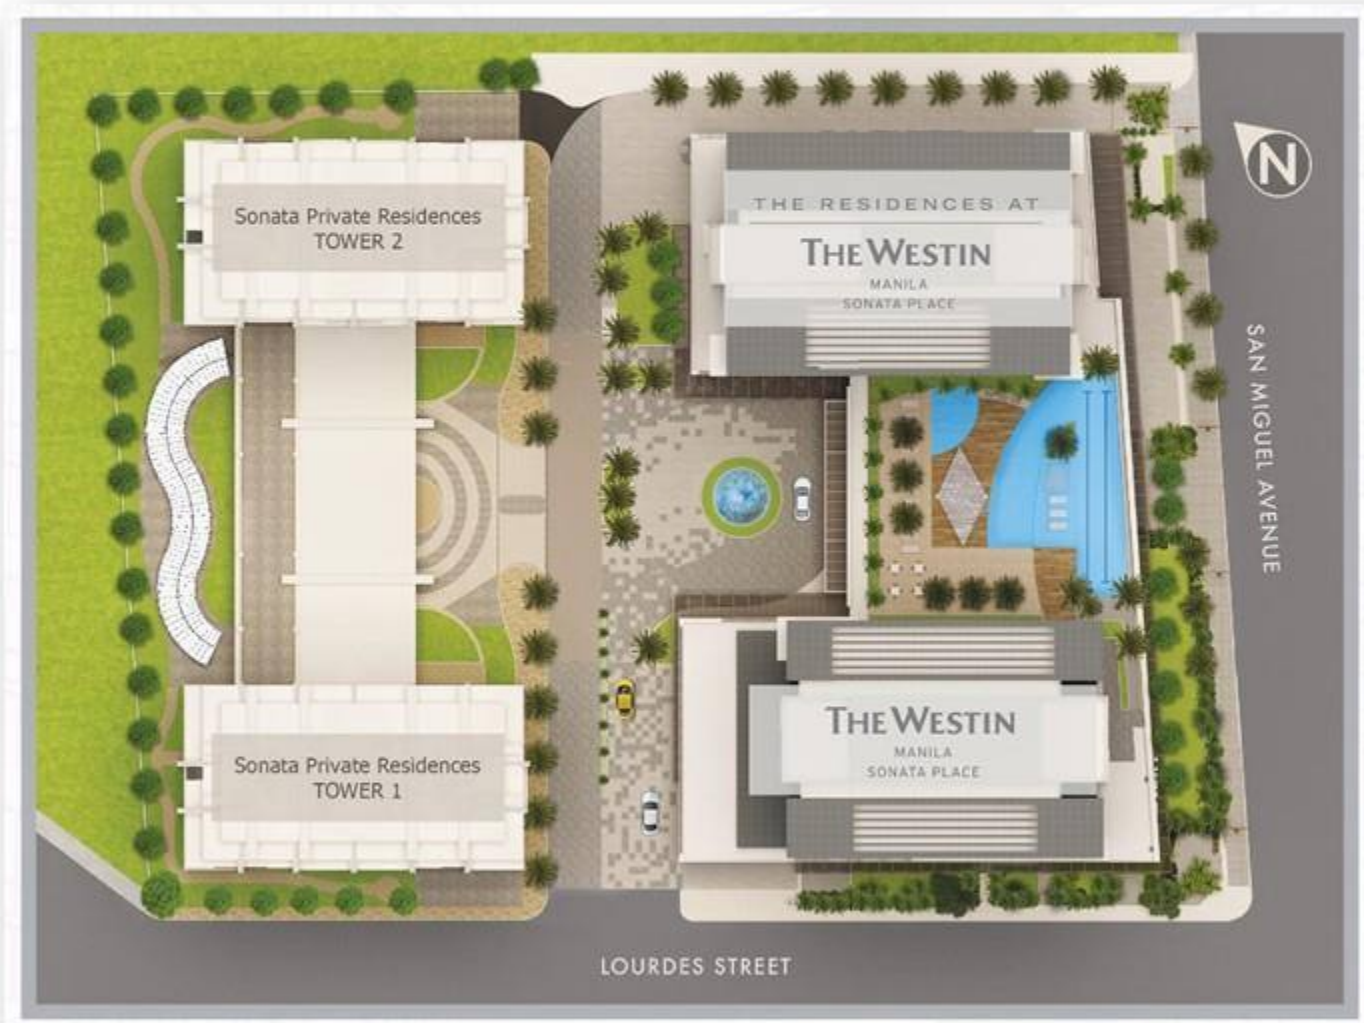 Sonata Private Residences
TOWER 2
THE RESIDENCES AT
THE WESTIN
MANILA
SONATA PLACE
N
SAN MIGUEL AVENUE
Sonata Private Residences
TOWER 1
THE WESTIN
MANILA
SONATA PLACE
LOURDES STREET